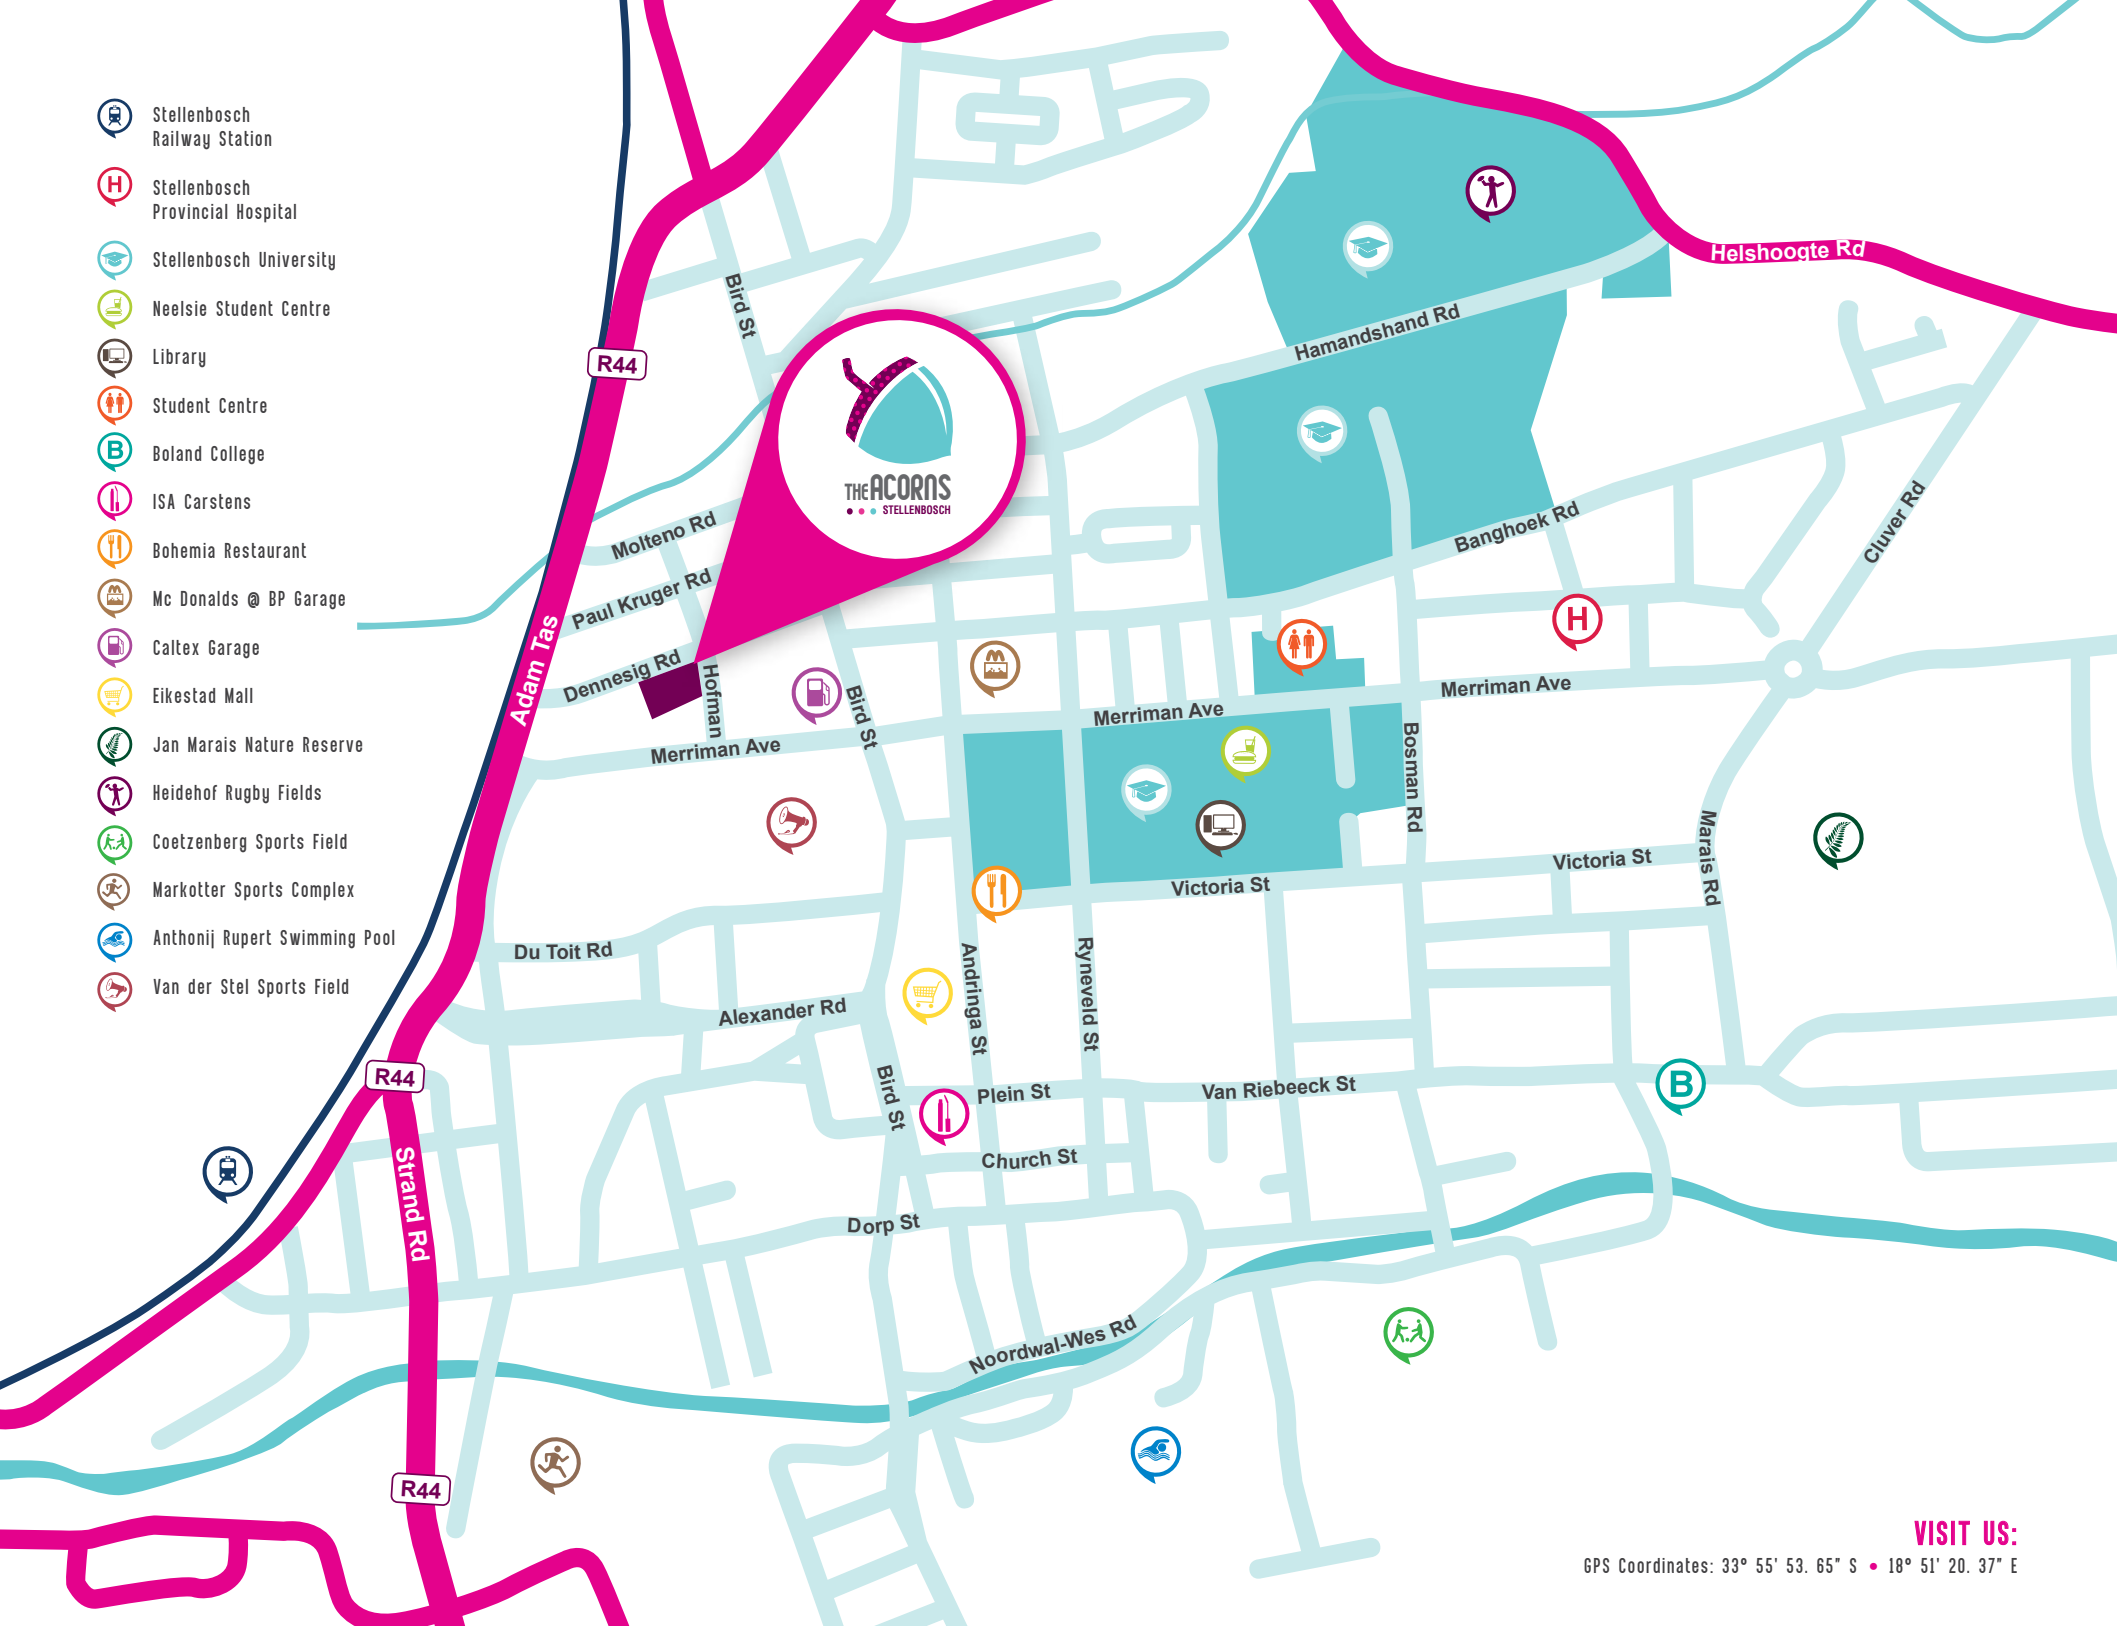 Stellenbosch
Railway Station
H
Stellenbosch
Provincial Hospital
Stellenbosch University
Neelsie Student Centre
Library
Student Centre
B
Boland College
ISA Carstens
Bohemia Restaurant
Mc Donalds @ BP Garage
Caltex Garage
Eikestad Mall
Jan Marais Nature Reserve
Heidehof Rugby Fields
Coetzenberg Sports Field
Markotter Sports Complex
Anthonij Rupert Swimming Pool
Van der Stel Sports Field
Helshoogte Rd
Bird St
R44
Hamandshand Rd
THE ACORNS
STELLENBOSCH
Molteno Rd
Banghoek Rd
Cluver Rd
Paul Kruger Rd
H
Adam Tas
Dennesig Rd
Hofman
Bird St
Merriman Ave
Merriman Ave
Merriman Ave
Bosman Rd
Marais Rd
Victoria St
Victoria St
Du Toit Rd
Andringa St
Ryneveld St
Alexander Rd
R44
Bird St
Plein St
Van Riebeeck St
B
Church St
Strand Rd
Dorp St
Noordwal-Wes Rd
R44
VISIT US:
GPS Coordinates: 33° 55' 53. 65" S • 18° 51' 20. 37" E